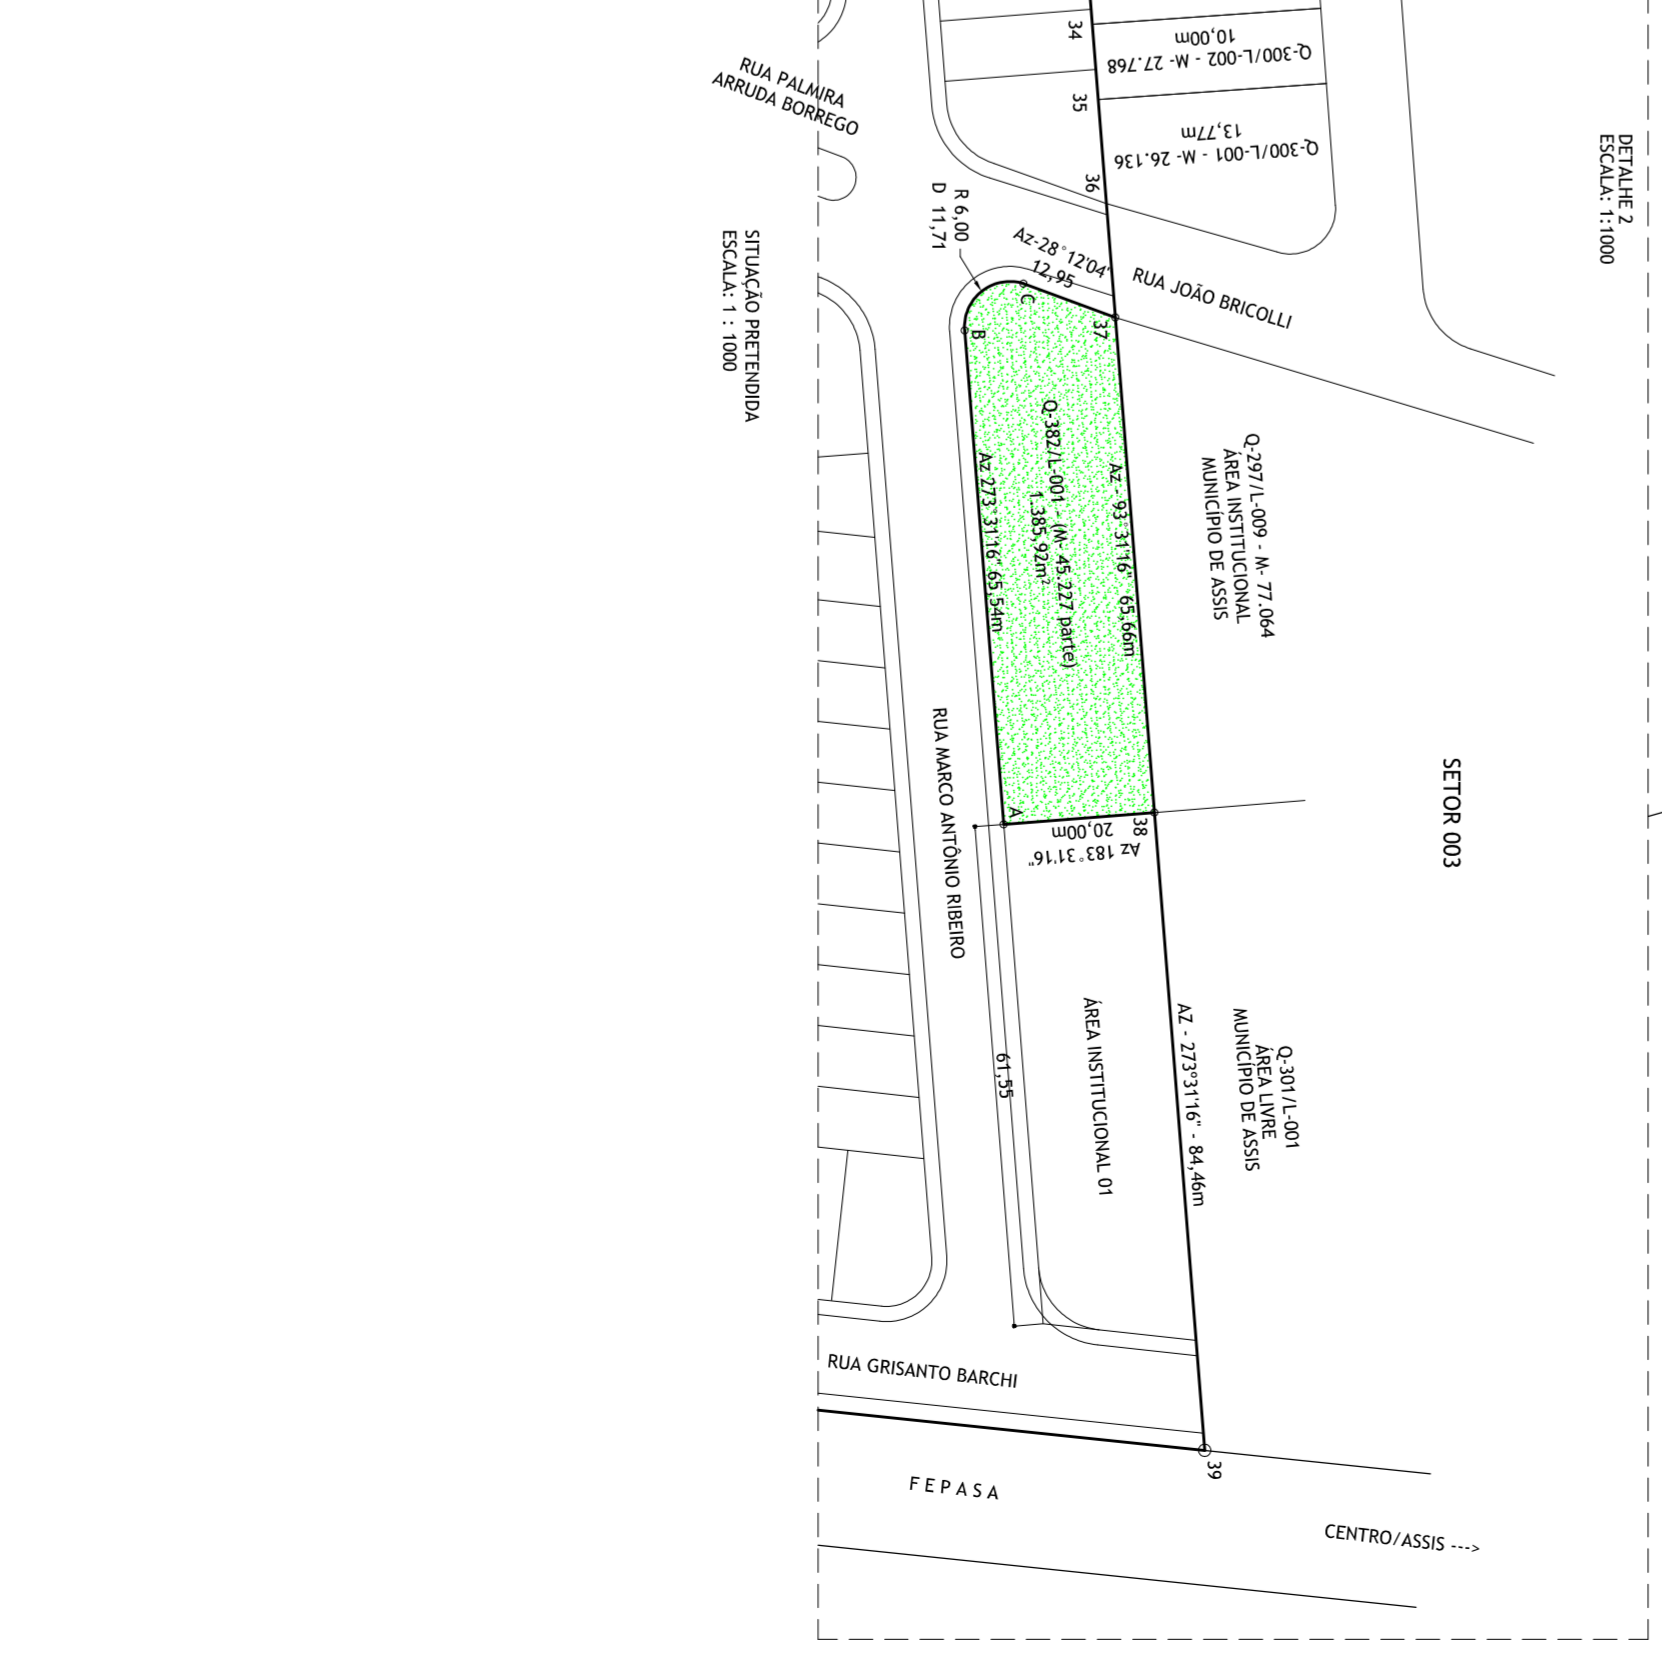 DETALHE 2
ESCALA: 1:1000
SETOR 003
34
35
36
Q-300/L-002 - M- 27.768
10,00m
Q-300/L-001 - M- 26.136
13,77m
RUA PALMIRA
ARRUDA BORREGO
R 6,00
D 11,71
Az-28°12'04"
12,95
RUA JOÃO BRICOLLI
SITUAÇÃO PRETENDIDA
ESCALA: 1 : 1000
C
B
37
Q-297/L-009 - M- 77.064
ÁREA INSTITUCIONAL
MUNICÍPIO DE ASSIS
Az - 93°31'16" 65,66m
Q-382/L-001 - (M- 45.227 parte)
1.385,92m²
Az 273°31'16" 65,54m
A
38
20,00m
Az 183°31'16"
RUA MARCO ANTÔNIO RIBEIRO
Q-301/L-001
ÁREA LIVRE
MUNICÍPIO DE ASSIS
AZ - 273º31'16" - 84,46m
ÁREA INSTITUCIONAL 01
61,55
RUA GRISANTO BARCHI
39
FEPASA
CENTRO/ASSIS --->